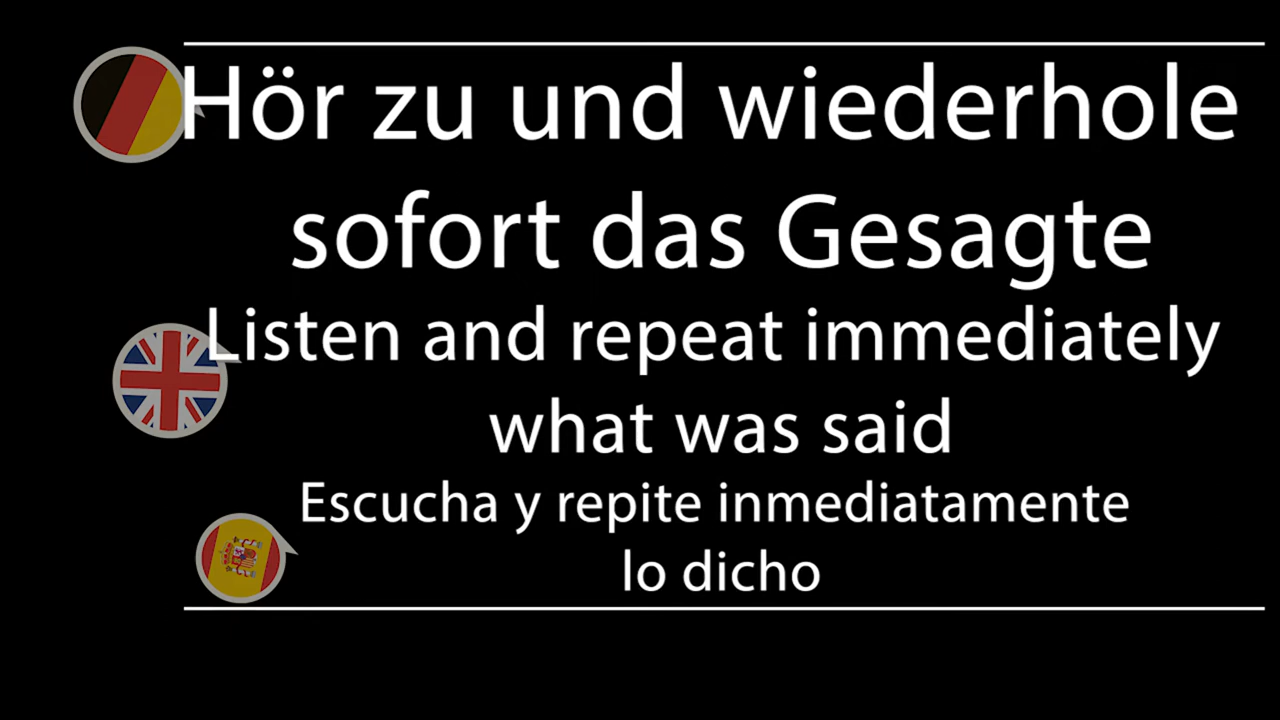 Hör zu und wiederhole
sofort das Gesagte
Listen and repeat immediately
what was said
Escucha y repite inmediatamente
lo dicho